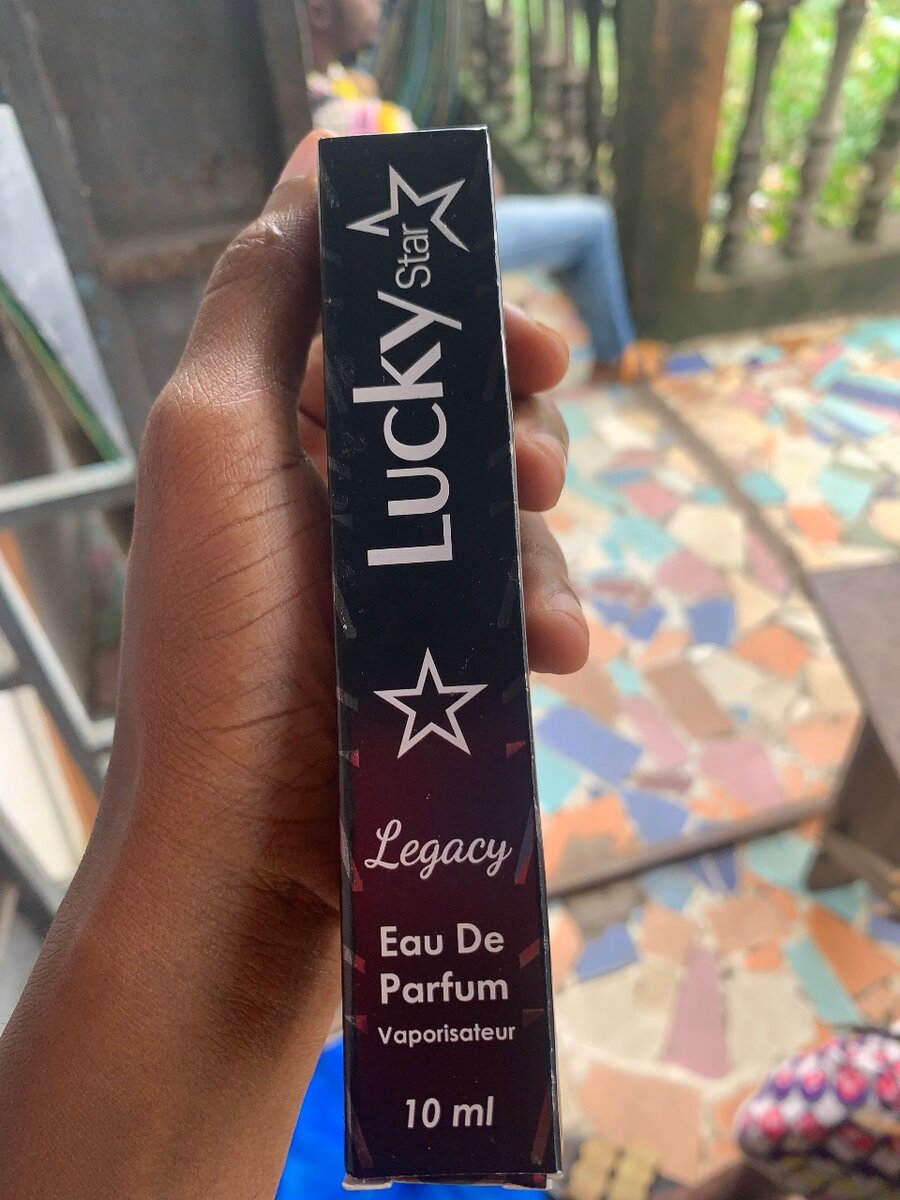 Lucky Star
Legacy
Eau De
Parfum
Vaporisateur
10 ml